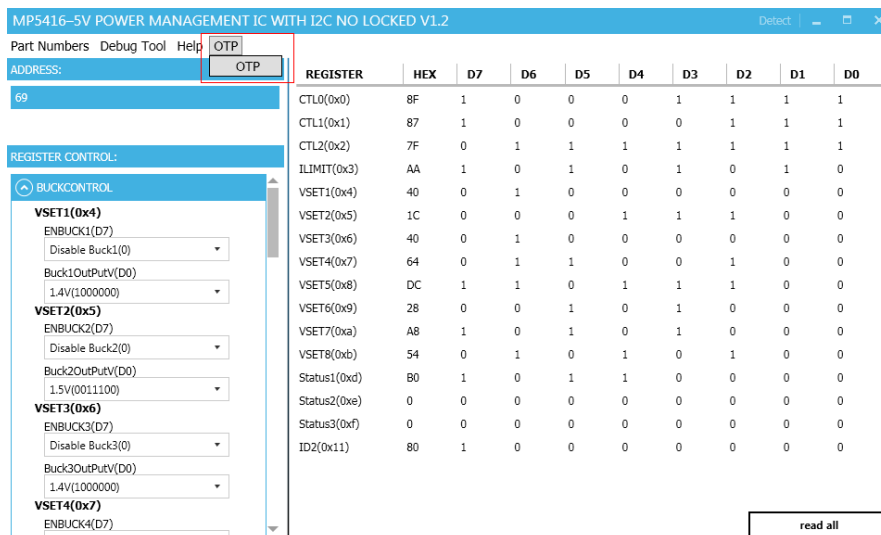 MP5416–5V POWER MANAGEMENT IC WITH I2C NO LOCKED V1.2
Detect
Part Numbers Debug Tool Help OTP
OTP
ADDRESS:
69
REGISTER CONTROL:
BUCKCONTROL
VSET1(0x4)
ENBUCK1(D7)
Disable Buck1(0)
Buck1OutPutV(D0)
1.4V(1000000)
VSET2(0x5)
ENBUCK2(D7)
Disable Buck2(0)
Buck2OutPutV(D0)
1.5V(0011100)
VSET3(0x6)
ENBUCK3(D7)
Disable Buck3(0)
Buck3OutPutV(D0)
1.4V(1000000)
VSET4(0x7)
ENBUCK4(D7)
REGISTER HEX D7 D6 D5 D4 D3 D2 D1 D0
CTL0(0x0) 8F 1 0 0 0 1 1 1 1
CTL1(0x1) 87 1 0 0 0 0 1 1 1
CTL2(0x2) 7F 0 1 1 1 1 1 1 1
ILIMIT(0x3) AA 1 0 1 0 1 0 1 0
VSET1(0x4) 40 0 1 0 0 0 0 0 0
VSET2(0x5) 1C 0 0 0 1 1 1 0 0
VSET3(0x6) 40 0 1 0 0 0 0 0 0
VSET4(0x7) 64 0 1 1 0 0 1 0 0
VSET5(0x8) DC 1 1 0 1 1 1 0 0
VSET6(0x9) 28 0 0 1 0 1 0 0 0
VSET7(0xa) A8 1 0 1 0 1 0 0 0
VSET8(0xb) 54 0 1 0 1 0 1 0 0
Status1(0xd) B0 1 0 1 1 0 0 0 0
Status2(0xe) 0 0 0 0 0 0 0 0 0
Status3(0xf) 0 0 0 0 0 0 0 0 0
ID2(0x11) 80 1 0 0 0 0 0 0 0
read all